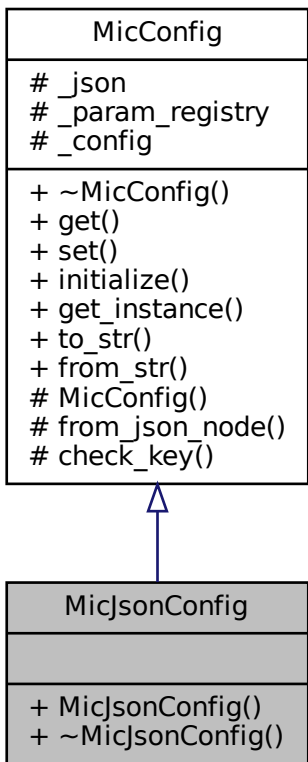 MicConfig
# _json
# _param_registry
# _config
+ ~MicConfig()
+ get()
+ set()
+ initialize()
+ get_instance()
+ to_str()
+ from_str()
# MicConfig()
# from_json_node()
# check_key()
MicJsonConfig
+ MicJsonConfig()
+ ~MicJsonConfig()